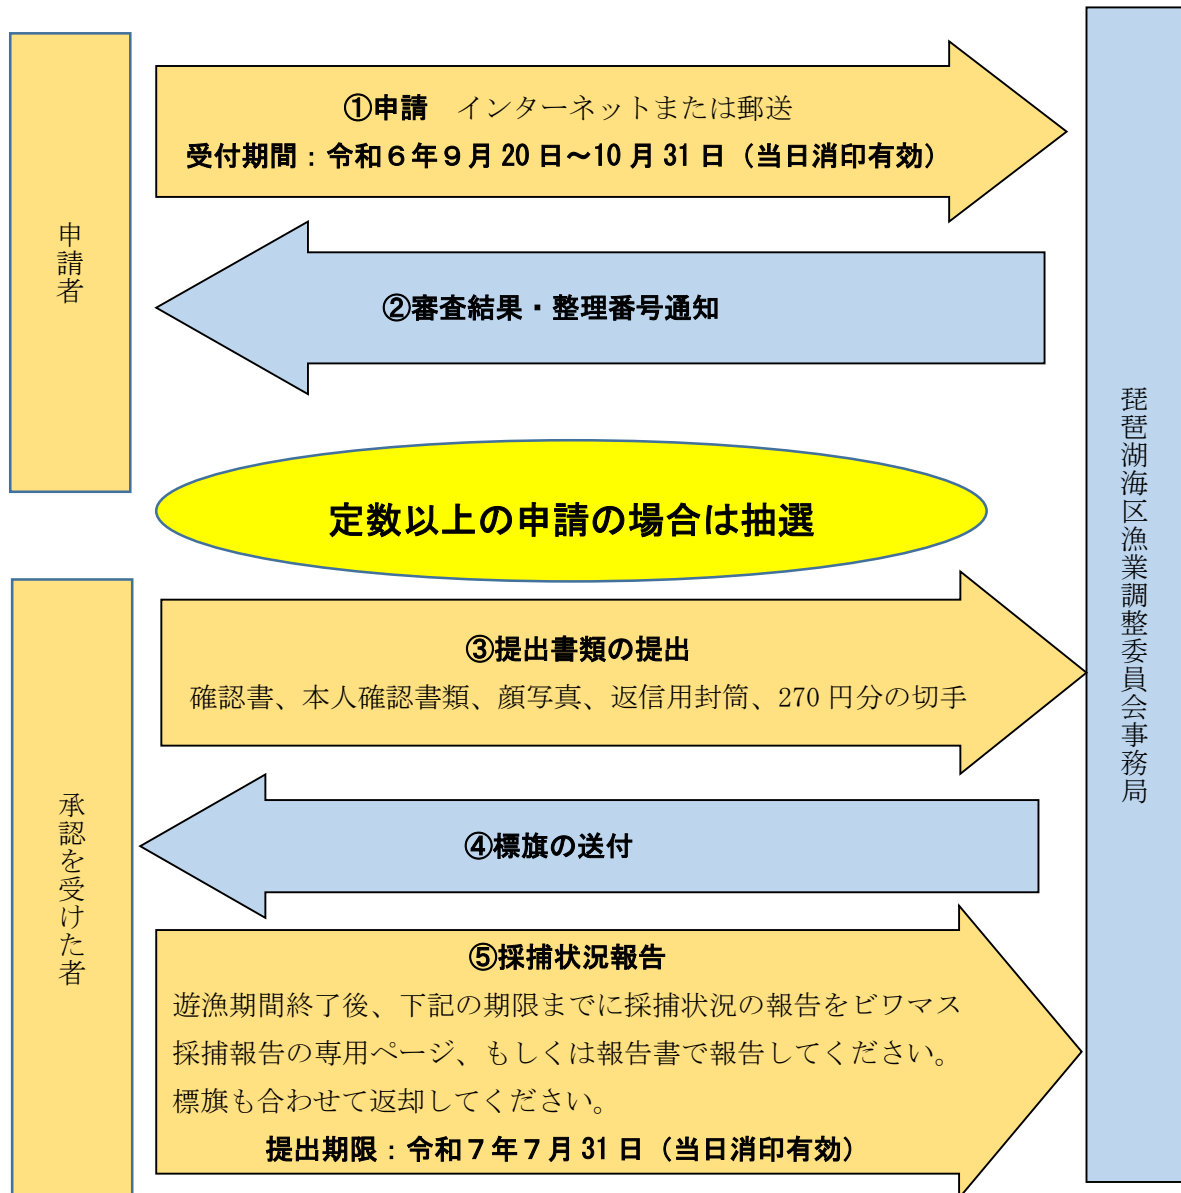 申請者
①申請　インターネットまたは郵送
受付期間：令和６年９月20日～10月31日（当日消印有効）
②審査結果・整理番号通知
定数以上の申請の場合は抽選
承認を受けた者
③提出書類の提出
確認書、本人確認書類、顔写真、返信用封筒、270円分の切手
④標旗の送付
⑤採捕状況報告
遊漁期間終了後、下記の期限までに採捕状況の報告をビワマス
採捕報告の専用ページ、もしくは報告書で報告してください。
標旗も合わせて返却してください。
提出期限：令和７年７月31日（当日消印有効）
琵琶湖海区漁業調整委員会事務局